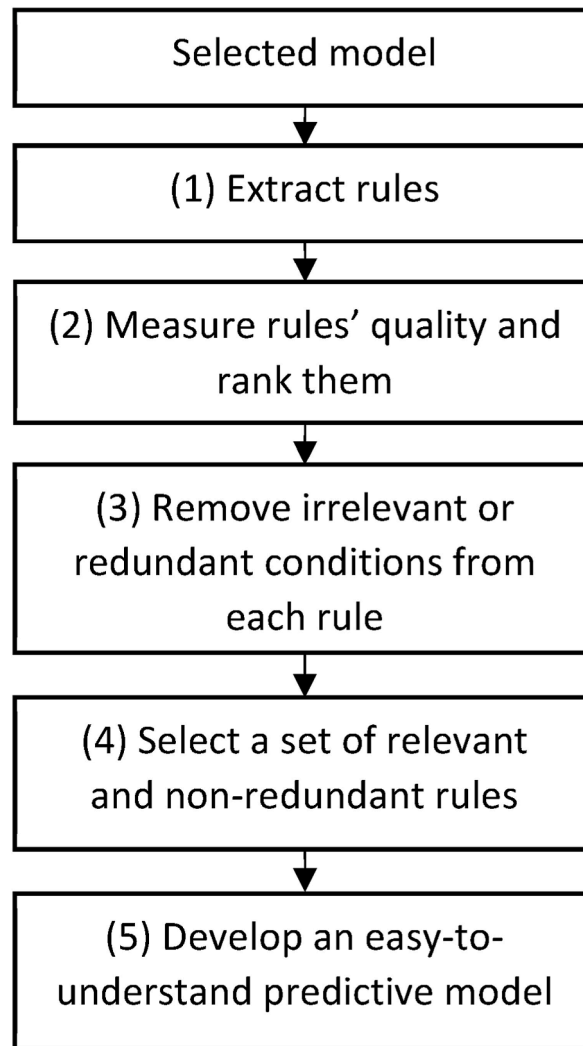 Selected model
(1) Extract rules
(2) Measure rules’ quality and
rank them
(3) Remove irrelevant or
redundant conditions from
each rule
(4) Select a set of relevant
and non-redundant rules
(5) Develop an easy-to-
understand predictive model